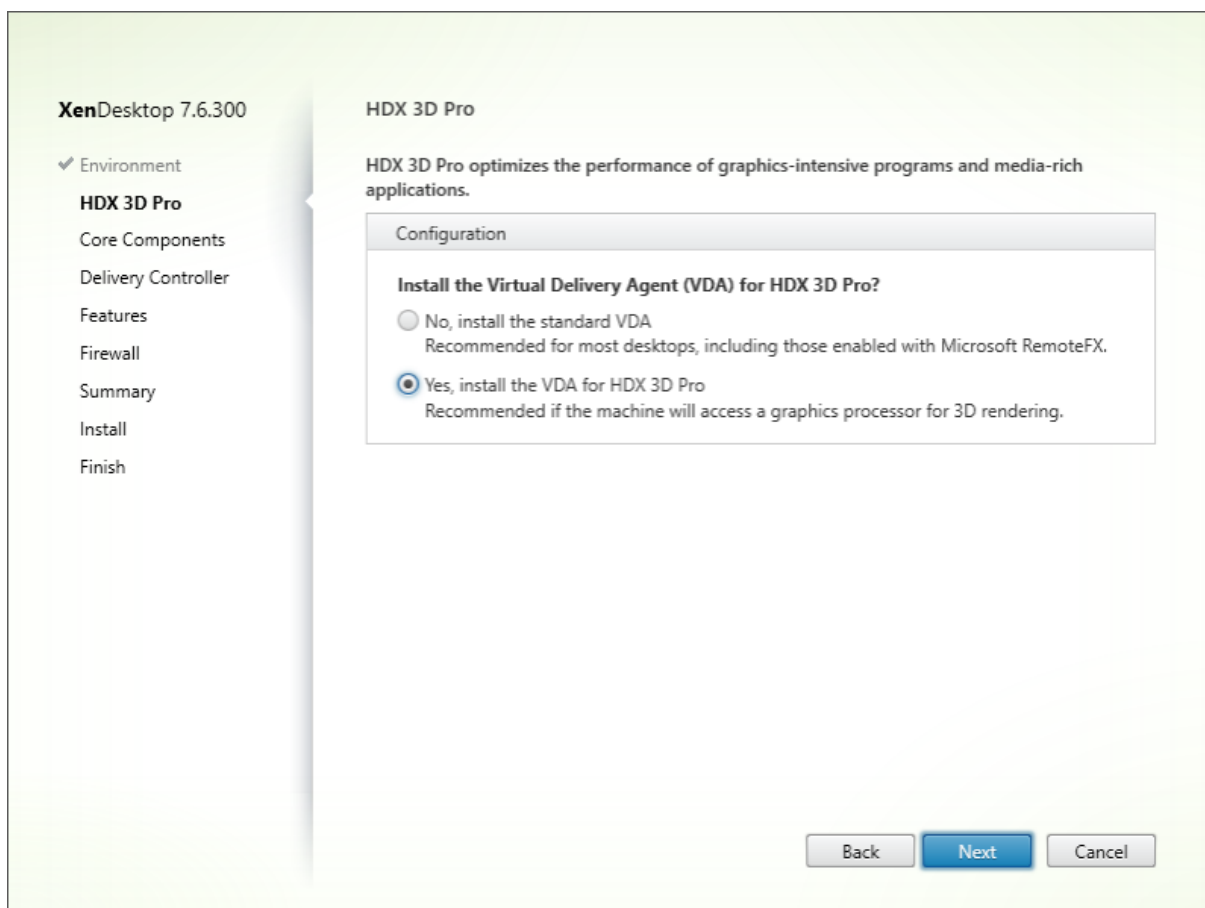 XenDesktop 7.6.300
Environment
HDX 3D Pro
Core Components
Delivery Controller
Features
Firewall
Summary
Install
Finish
HDX 3D Pro
HDX 3D Pro optimizes the performance of graphics-intensive programs and media-rich
applications.
Configuration
Install the Virtual Delivery Agent (VDA) for HDX 3D Pro?
No, install the standard VDA
Recommended for most desktops, including those enabled with Microsoft RemoteFX.
Yes, install the VDA for HDX 3D Pro
Recommended if the machine will access a graphics processor for 3D rendering.
Back Next Cancel